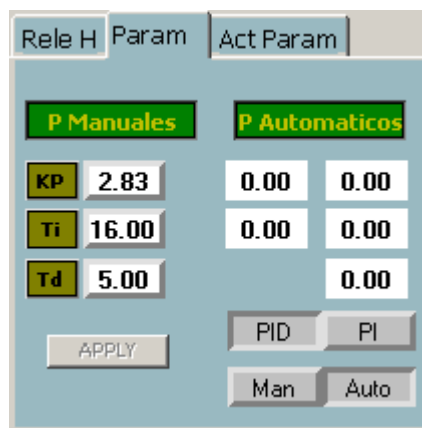 Rele H Param Act Param
P Manuales P Automaticos
KP 2.83 0.00 0.00
Ti 16.00 0.00 0.00
Td 5.00 0.00
PID PI
APPLY
Man Auto